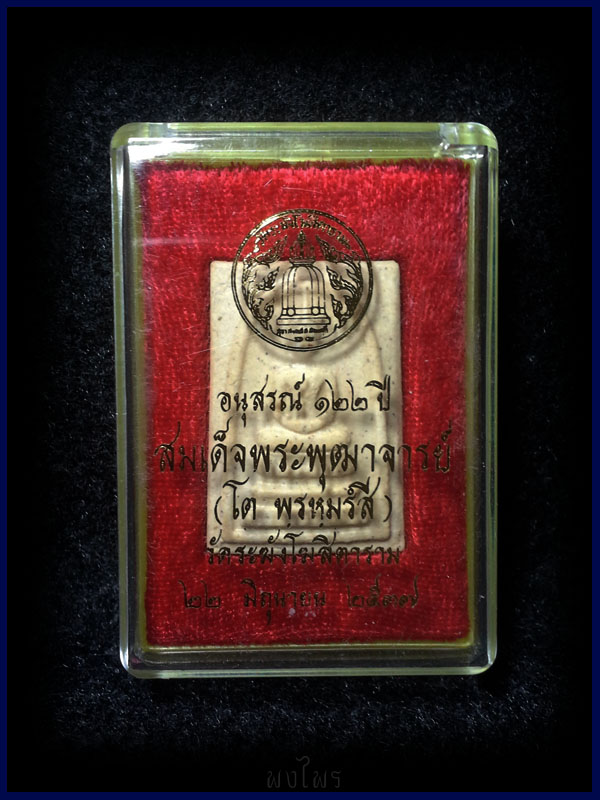 อนุสรณ์ ๑๒๒ ปี
สมเด็จพระพุฒาจารย์
(โต พฺรหฺมรํสี)
วัดระฆังโฆสิตาราม
๒๒ มิถุนายน ๒๕๓๗
พงไพร